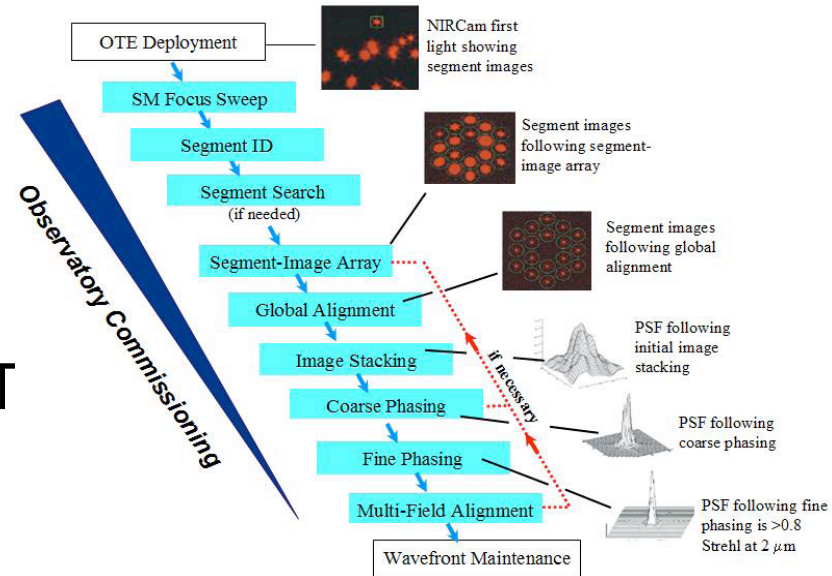 OTE Deployment
NIRCam first
light showing
segment images
SM Focus Sweep
Segment ID
Segment images
following segment-
image array
Segment Search
(if needed)
Segment-Image Array
Segment images
following global
alignment
Global Alignment
Image Stacking
PSF following
initial image
stacking
if necessary
Coarse Phasing
PSF following
coarse phasing
Fine Phasing
Multi-Field Alignment
PSF following fine
phasing is >0.8
Strehl at 2 μm
Wavefront Maintenance
Observatory Commissioning
T